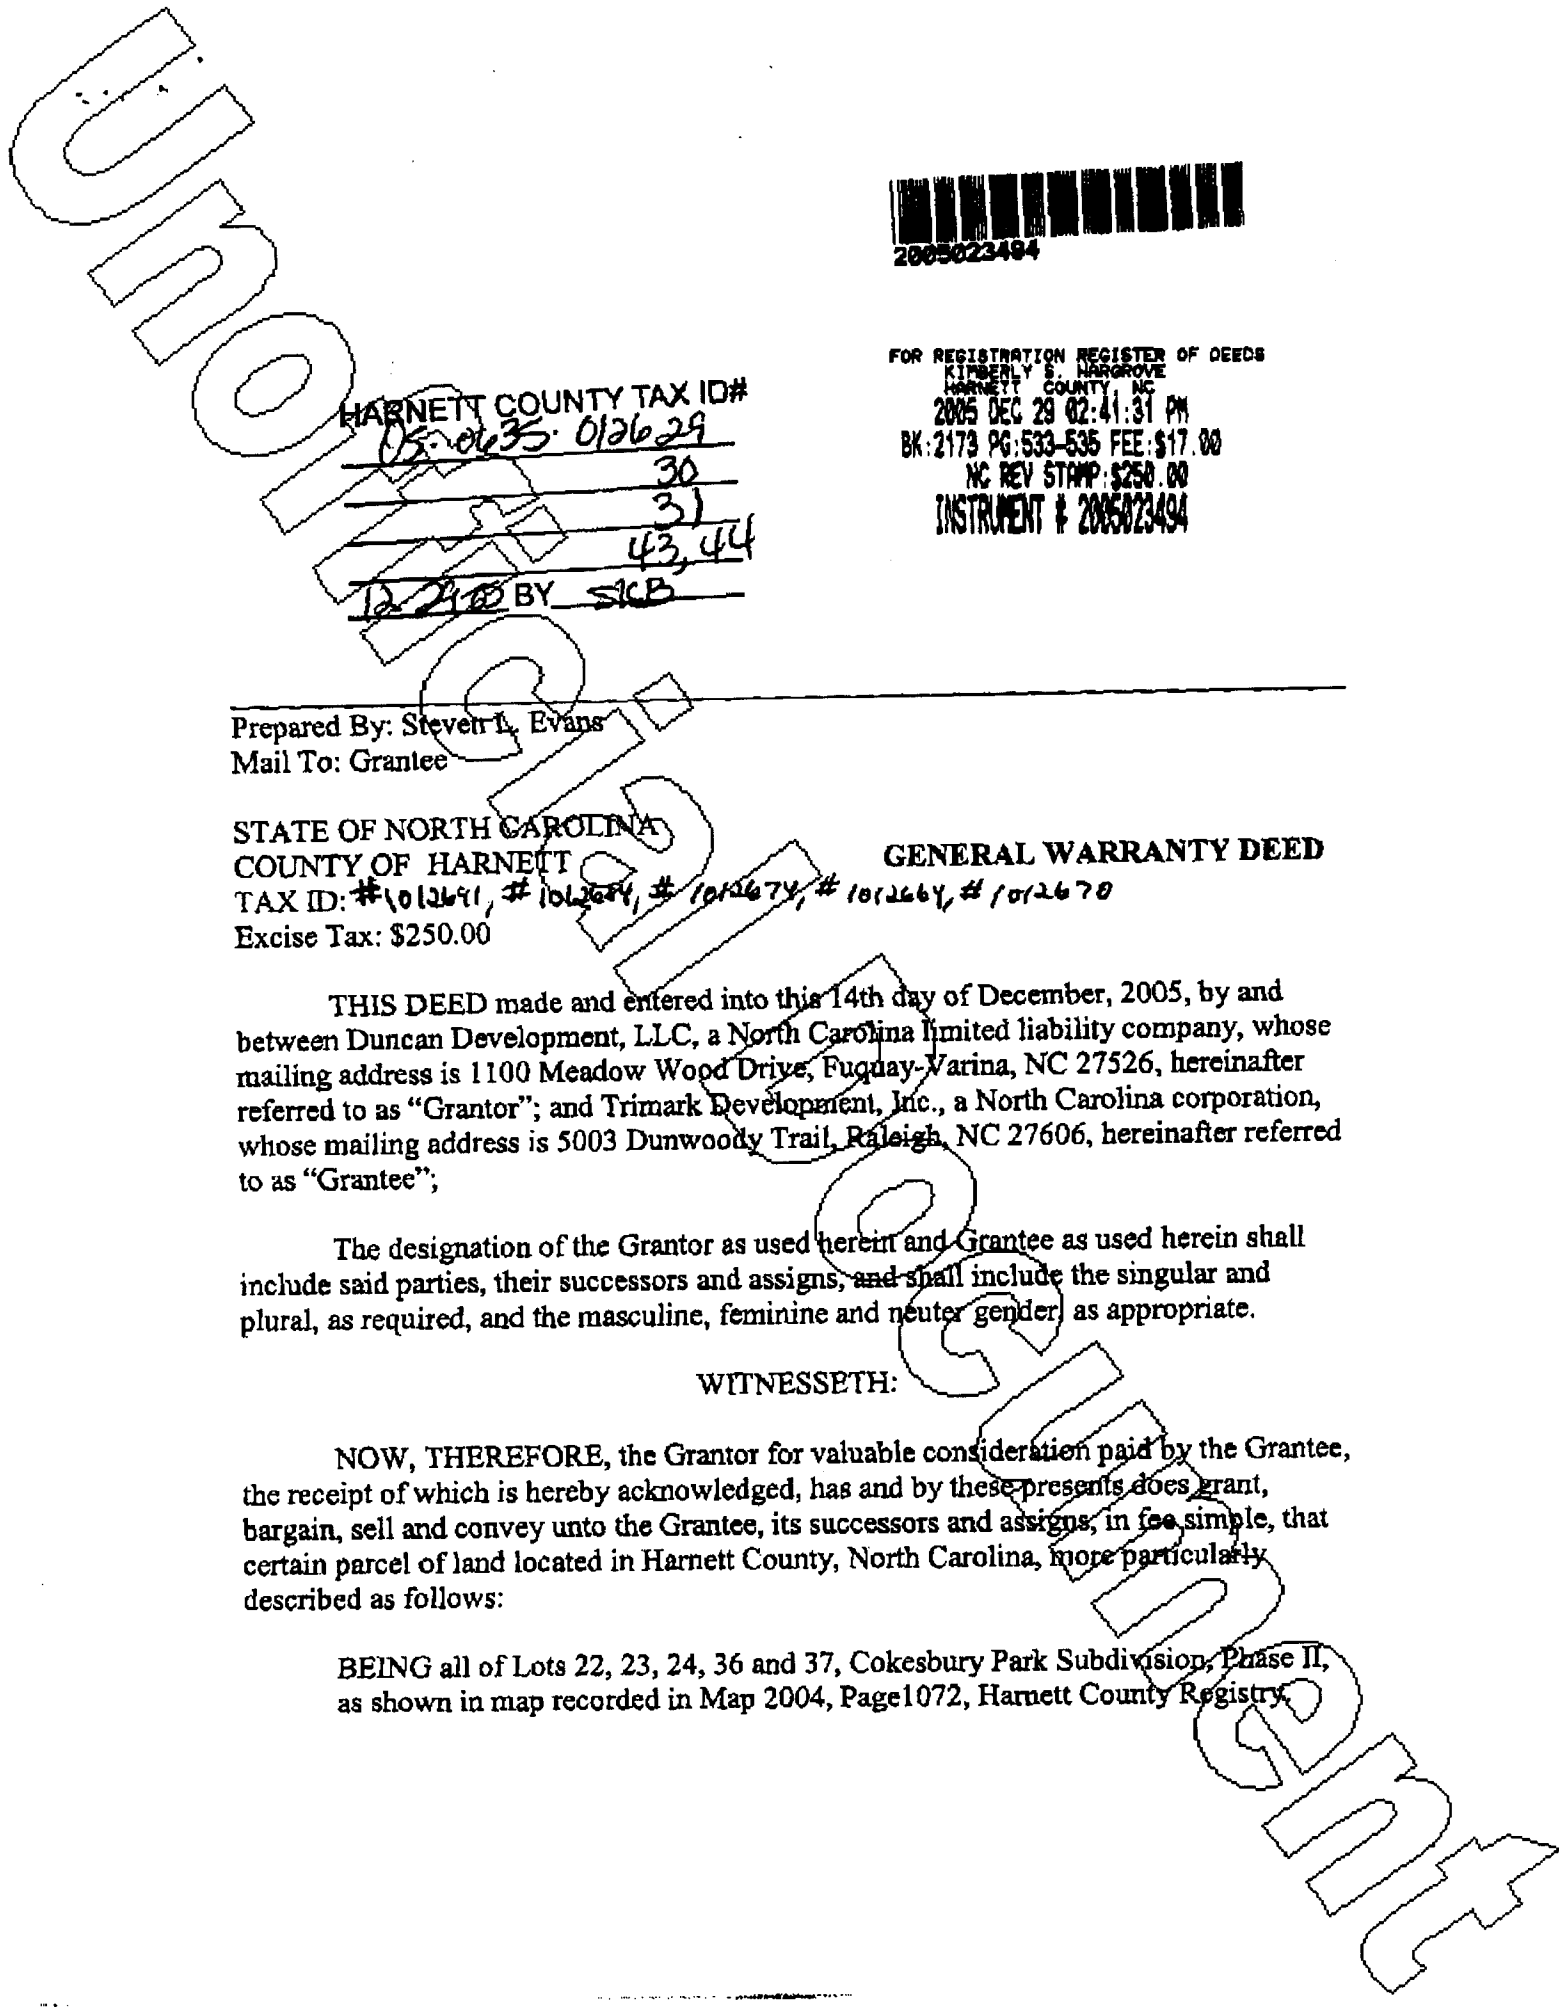 2005023494
FOR REGISTRATION REGISTER OF DEEDS
KIMBERLY S. HARGROVE
HARNETT COUNTY, NC
2005 DEC 29 02:41:31 PM
BK:2173 PG:533-535 FEE:$17.00
NC REV STAMP:$250.00
INSTRUMENT # 2005023494
HARNETT COUNTY TAX ID#
05-0635-0126 29
30
31
43, 44
12-29-05 BY SKB
Prepared By: Steven L. Evans
Mail To: Grantee
STATE OF NORTH CAROLINA
COUNTY OF HARNETT
GENERAL WARRANTY DEED
TAX ID: #1012674, #1012664, #1012670
Excise Tax: $250.00
THIS DEED made and entered into this 14th day of December, 2005, by and
between Duncan Development, LLC, a North Carolina limited liability company, whose
mailing address is 1100 Meadow Wood Drive, Fuquay-Varina, NC 27526, hereinafter
referred to as “Grantor”; and Trimark Development, Inc., a North Carolina corporation,
whose mailing address is 5003 Dunwoody Trail, Raleigh, NC 27606, hereinafter referred
to as “Grantee”;
The designation of the Grantor as used herein and Grantee as used herein shall
include said parties, their successors and assigns, and shall include the singular and
plural, as required, and the masculine, feminine and neuter gender, as appropriate.
WITNESSETH:
NOW, THEREFORE, the Grantor for valuable consideration paid by the Grantee,
the receipt of which is hereby acknowledged, has and by these presents does grant,
bargain, sell and convey unto the Grantee, its successors and assigns, in fee simple, that
certain parcel of land located in Harnett County, North Carolina, more particularly
described as follows:
BEING all of Lots 22, 23, 24, 36 and 37, Cokesbury Park Subdivision, Phase II,
as shown in map recorded in Map 2004, Page1072, Harnett County Registry.
Unofficial Document